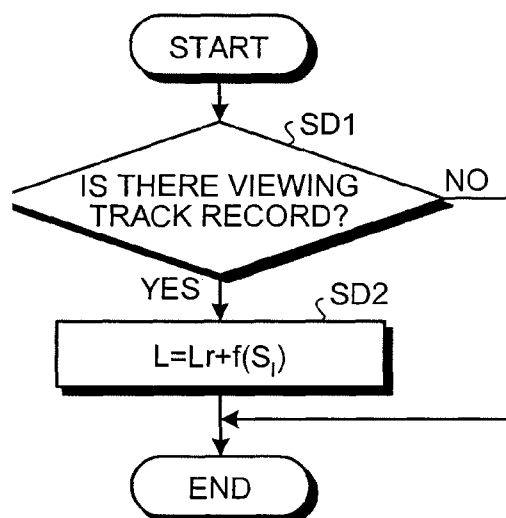 START
SD1
IS THERE VIEWING
TRACK RECORD?
NO
YES
SD2
L=Lr+f(S_I)
END